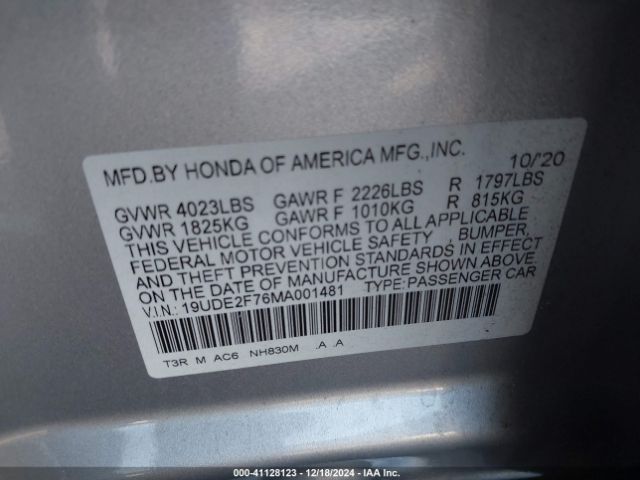 MFD.BY HONDA OF AMERICA MFG.,INC. 10/'20
GVWR 4023LBS GAWR F 2226LBS R 1797LBS
GVWR 1825KG GAWR F 1010KG R 815KG
THIS VEHICLE CONFORMS TO ALL APPLICABLE
FEDERAL MOTOR VEHICLE SAFETY , BUMPER,
AND THEFT PREVENTION STANDARDS IN EFFECT
ON THE DATE OF MANUFACTURE SHOWN ABOVE.
V.I.N.: 19UDE2F76MA001481 TYPE:PASSENGER CAR
T3R M AC6 NH830M .A .A
000-41128123 — 12/18/2024 — IAA Inc.